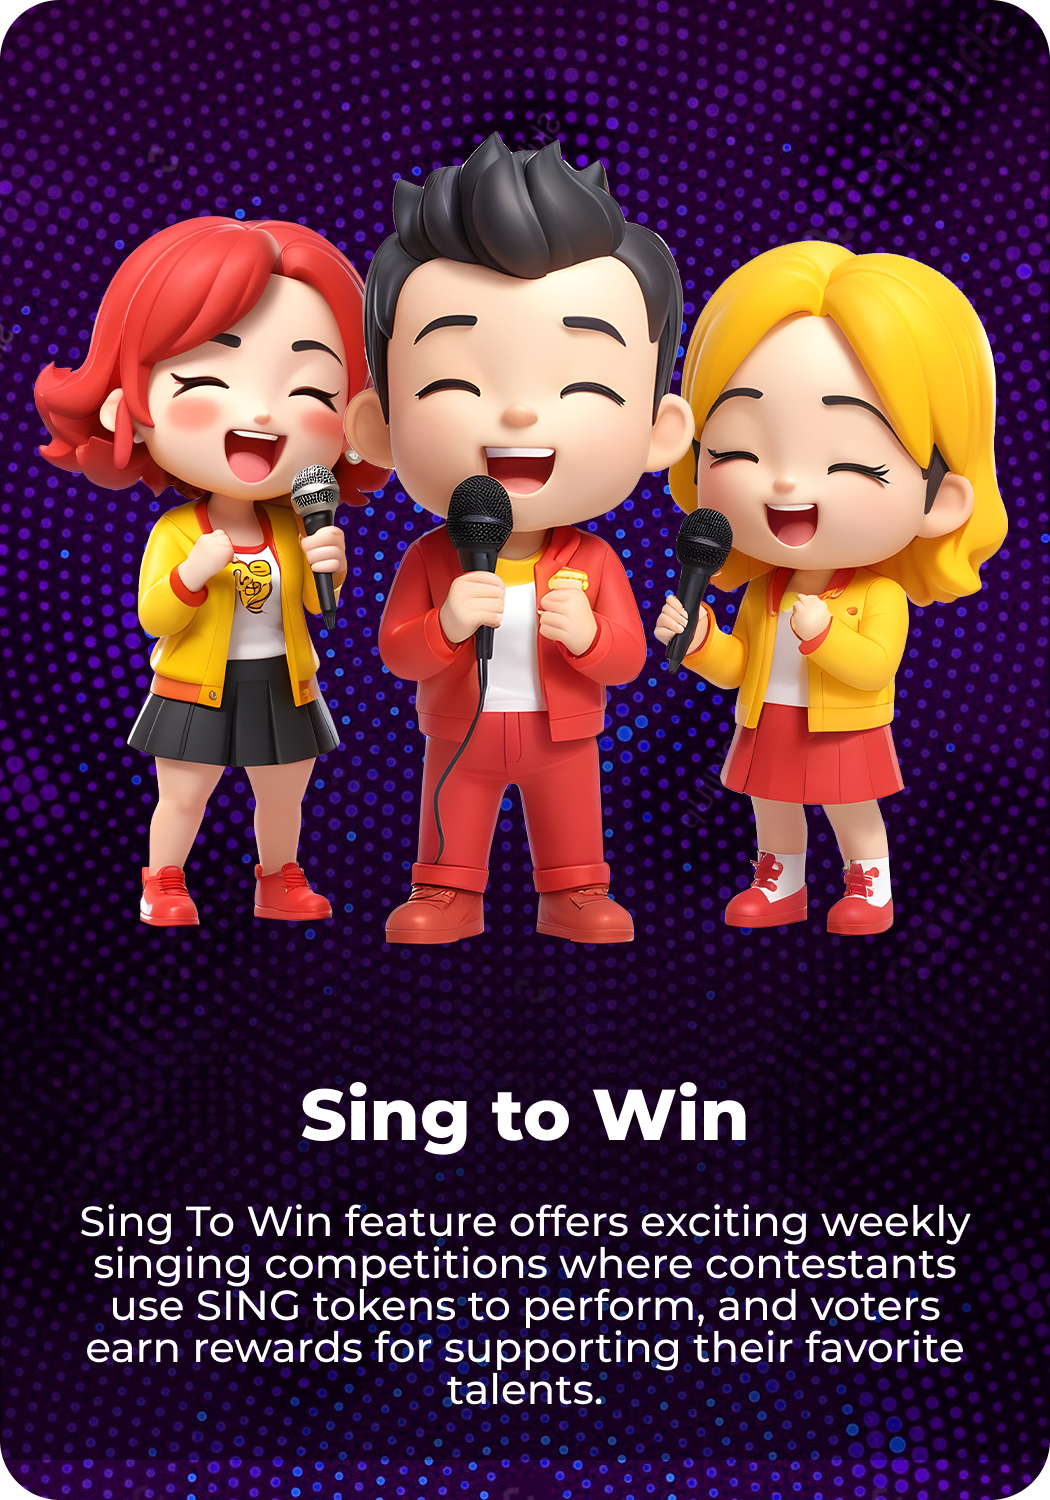 Sing to Win
Sing To Win feature offers exciting weekly
singing competitions where contestants
use SING tokens to perform, and voters
earn rewards for supporting their favorite
talents.